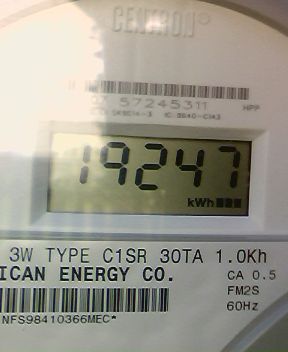 CENTRON®
57245311 HPP
19247
kWh
3W TYPE C1SR 30TA 1.0Kh
ICAN ENERGY CO. CA 0.5
FM2S
60Hz
NFS98410366MEC*